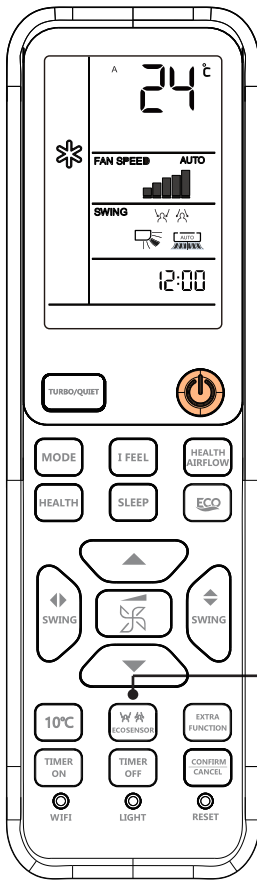 A 24 °C
FAN SPEED AUTO
SWING
AUTO
12:00
TURBO/QUIET
MODE
I FEEL
HEALTH
AIRFLOW
HEALTH
SLEEP
ECO
SWING
SWING
10°C
ECOSENSOR
EXTRA
FUNCTION
TIMER
ON
TIMER
OFF
CONFIRM
CANCEL
WIFI
LIGHT
RESET